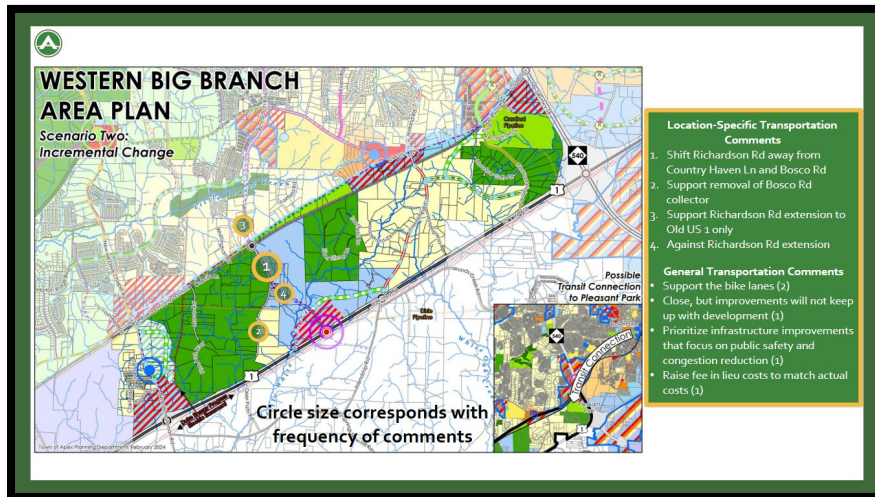 WESTERN BIG BRANCH
AREA PLAN
Scenario Two:
Incremental Change
Cardinal
Pipeline
540
1
3
1
4
2
Possible
Transit Connection
to Pleasant Park
Dixie
Pipeline
1
Circle size corresponds with
frequency of comments
540
Transit Connection
1
Town of Apex Planning Department, February 2024
Location-Specific Transportation
Comments
1. Shift Richardson Rd away from
Country Haven Ln and Bosco Rd
2. Support removal of Bosco Rd
collector
3. Support Richardson Rd extension to
Old US 1 only
4. Against Richardson Rd extension
General Transportation Comments
• Support the bike lanes (2)
• Close, but improvements will not keep
up with development (1)
• Prioritize infrastructure improvements
that focus on public safety and
congestion reduction (1)
• Raise fee in lieu costs to match actual
costs (1)